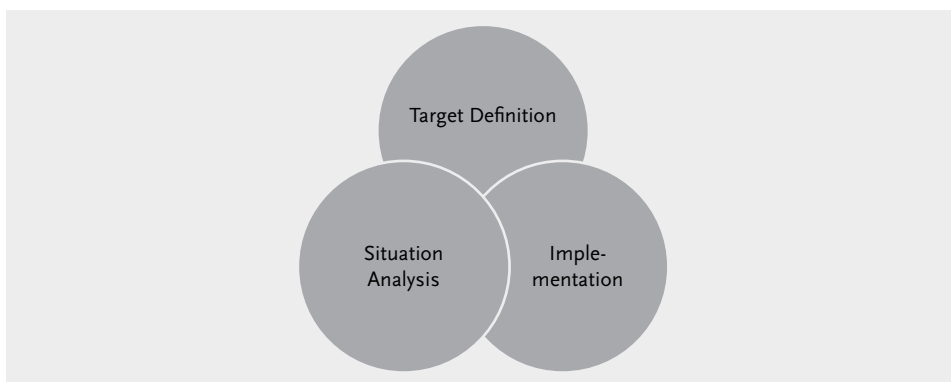 Target Definition
Situation
Analysis
Imple-
mentation